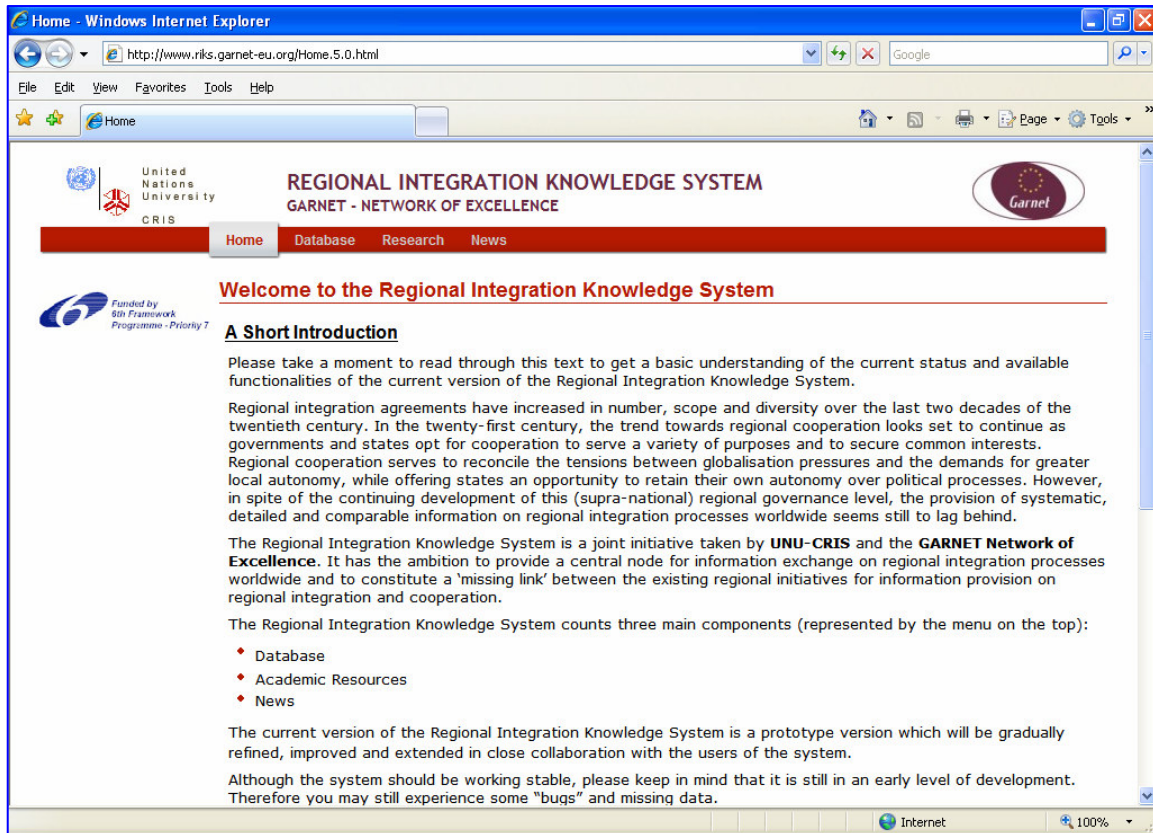 Home - Windows Internet Explorer
http://www.riks.garnet-eu.org/Home.5.0.html
Google
File Edit View Favorites Tools Help
Home
Page Tools »
United
Nations
University
CRIS
REGIONAL INTEGRATION KNOWLEDGE SYSTEM
GARNET - NETWORK OF EXCELLENCE
Garnet
Home Database Research News
Funded by
6th Framework
Programme - Priority 7
Welcome to the Regional Integration Knowledge System
A Short Introduction
Please take a moment to read through this text to get a basic understanding of the current status and available
functionalities of the current version of the Regional Integration Knowledge System.
Regional integration agreements have increased in number, scope and diversity over the last two decades of the
twentieth century. In the twenty-first century, the trend towards regional cooperation looks set to continue as
governments and states opt for cooperation to serve a variety of purposes and to secure common interests.
Regional cooperation serves to reconcile the tensions between globalisation pressures and the demands for greater
local autonomy, while offering states an opportunity to retain their own autonomy over political processes. However,
in spite of the continuing development of this (supra-national) regional governance level, the provision of systematic,
detailed and comparable information on regional integration processes worldwide seems still to lag behind.
The Regional Integration Knowledge System is a joint initiative taken by UNU-CRIS and the GARNET Network of
Excellence. It has the ambition to provide a central node for information exchange on regional integration processes
worldwide and to constitute a ‘missing link’ between the existing regional initiatives for information provision on
regional integration and cooperation.
The Regional Integration Knowledge System counts three main components (represented by the menu on the top):
Database
Academic Resources
News
The current version of the Regional Integration Knowledge System is a prototype version which will be gradually
refined, improved and extended in close collaboration with the users of the system.
Although the system should be working stable, please keep in mind that it is still in an early level of development.
Therefore you may still experience some “bugs” and missing data.
Internet 100%